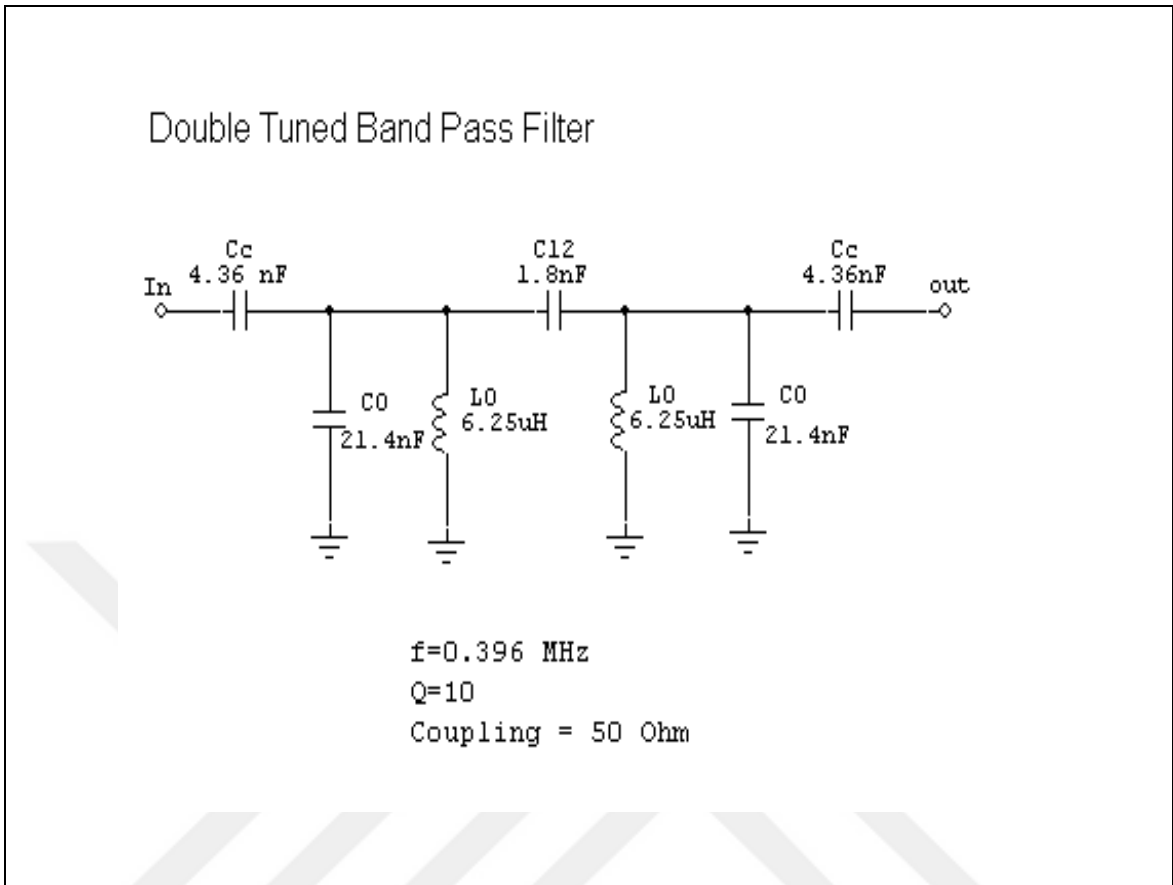 Double Tuned Band Pass Filter
Cc
4.36 nF
C12
1.8nF
Cc
4.36nF
In
out
C0
21.4nF
L0
6.25uH
L0
6.25uH
C0
21.4nF
f=0.396 MHz
Q=10
Coupling = 50 Ohm